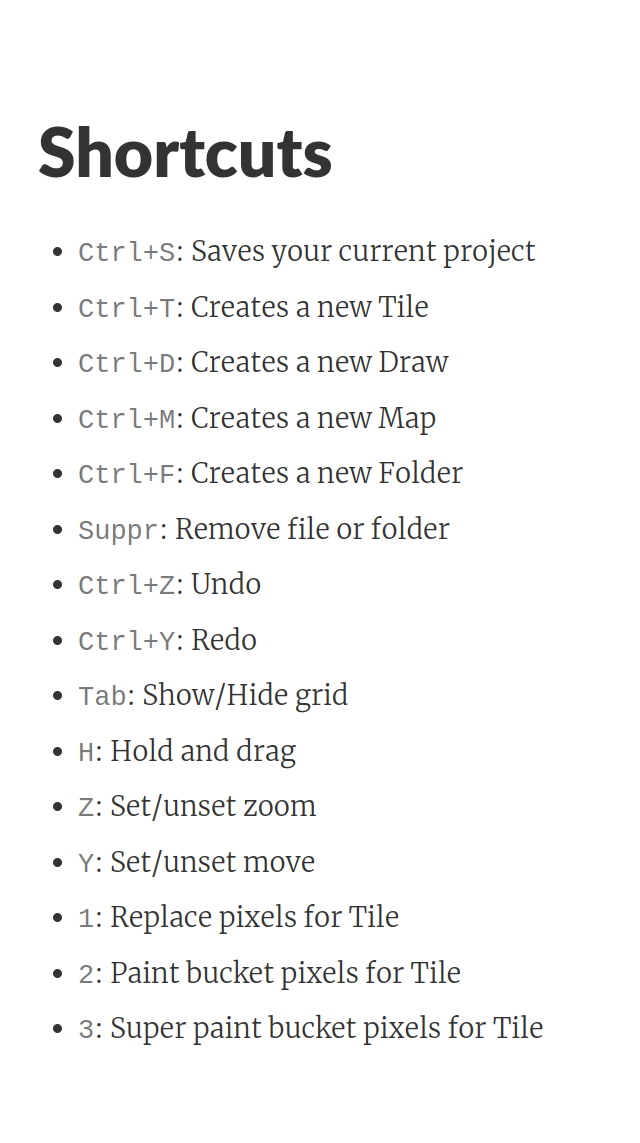 Shortcuts
• Ctrl+S: Saves your current project
• Ctrl+T: Creates a new Tile
• Ctrl+D: Creates a new Draw
• Ctrl+M: Creates a new Map
• Ctrl+F: Creates a new Folder
• Suppr: Remove file or folder
• Ctrl+Z: Undo
• Ctrl+Y: Redo
• Tab: Show/Hide grid
• H: Hold and drag
• Z: Set/unset zoom
• Y: Set/unset move
• 1: Replace pixels for Tile
• 2: Paint bucket pixels for Tile
• 3: Super paint bucket pixels for Tile